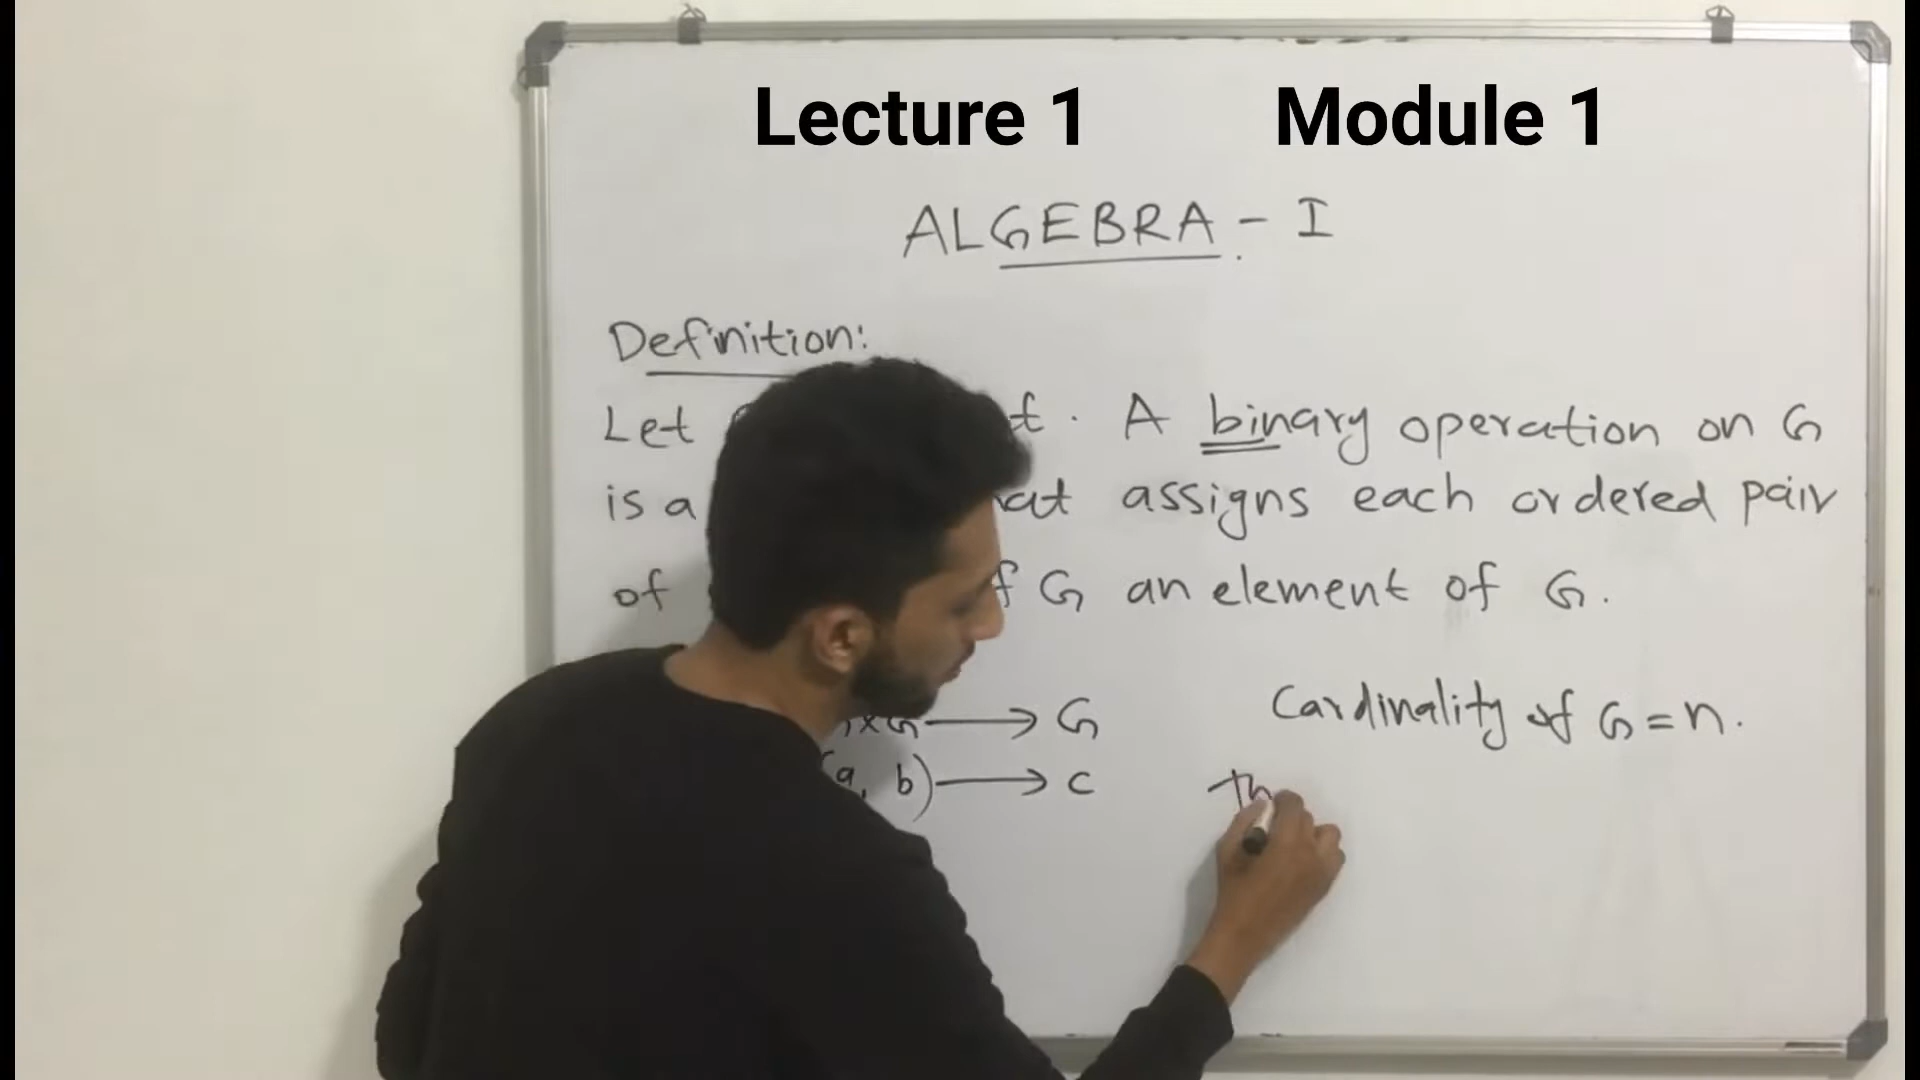 Lecture 1 Module 1
ALGEBRA - I
Definition:
Let . A binary operation on G
is a assigns each ordered pair
of G an element of G.
G ⟶ G Cardinality of G = n.
(a, b) ⟶ c Th